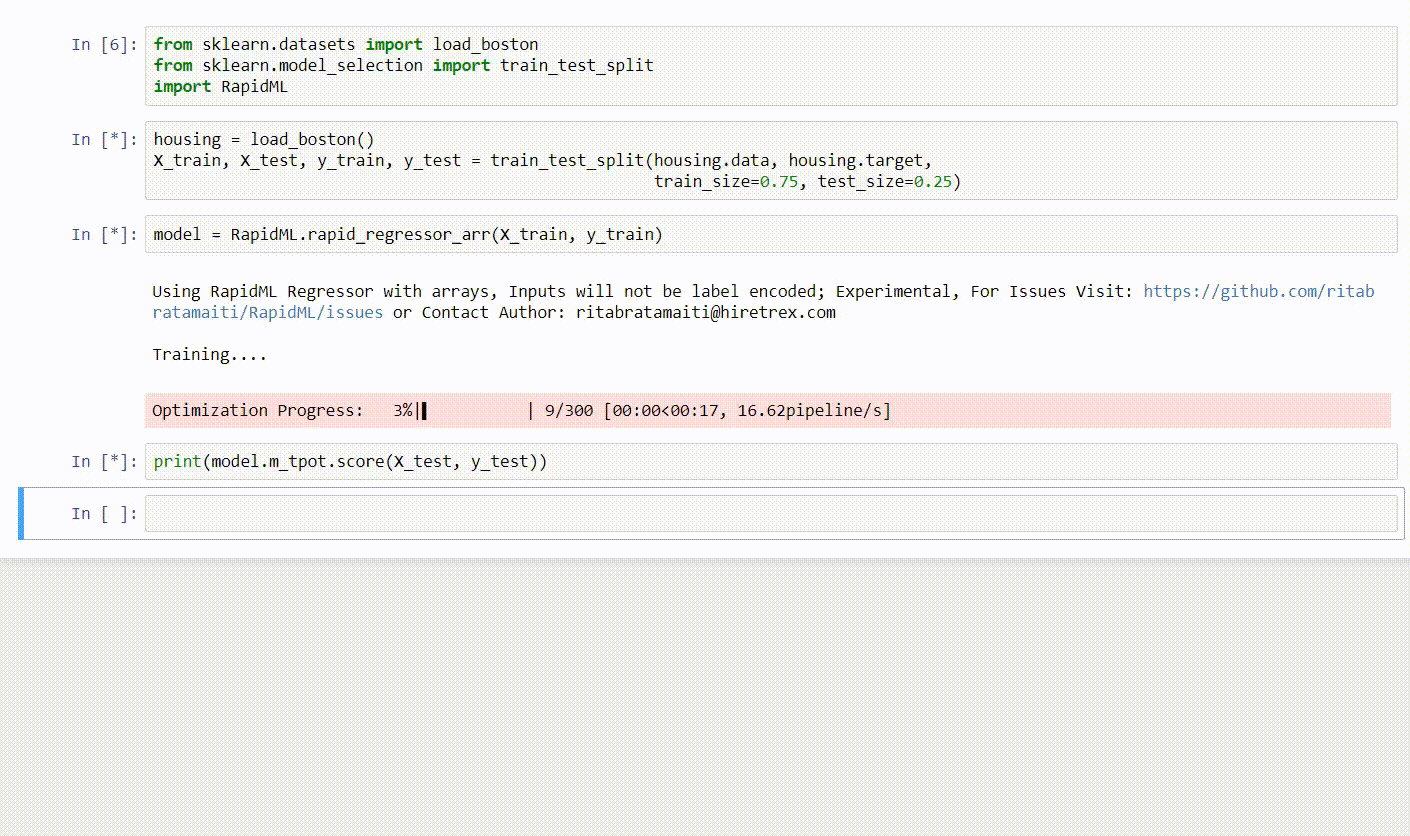 In [6]: from sklearn.datasets import load_boston
from sklearn.model_selection import train_test_split
import RapidML
In [*]: housing = load_boston()
X_train, X_test, y_train, y_test = train_test_split(housing.data, housing.target,
train_size=0.75, test_size=0.25)
In [*]: model = RapidML.rapid_regressor_arr(X_train, y_train)
Using RapidML Regressor with arrays, Inputs will not be label encoded; Experimental, For Issues Visit: https://github.com/ritab
ratamaiti/RapidML/issues or Contact Author: ritabratamaiti@hiretrex.com
Training....
Optimization Progress: 3%| | 9/300 [00:00<00:17, 16.62pipeline/s]
In [*]: print(model.m_tpot.score(X_test, y_test))
In [ ]: